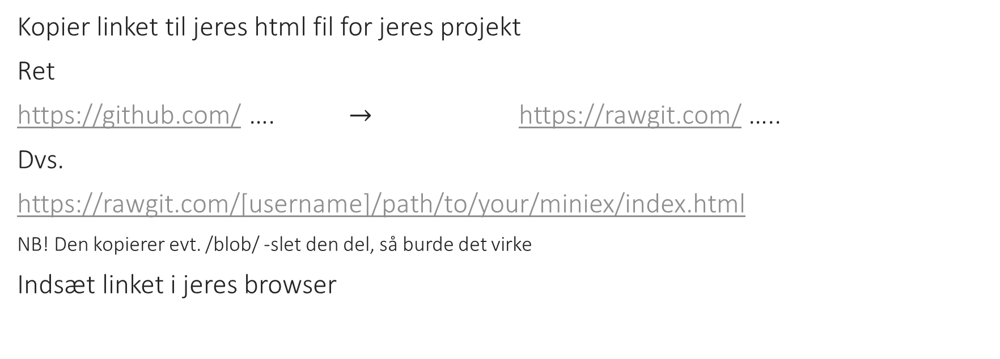 Kopier linket til jeres html fil for jeres projekt
Ret
https://github.com/ .... → https://rawgit.com/ .....
Dvs.
https://rawgit.com/[username]/path/to/your/miniex/index.html
NB! Den kopierer evt. /blob/ -slet den del, så burde det virke
Indsæt linket i jeres browser